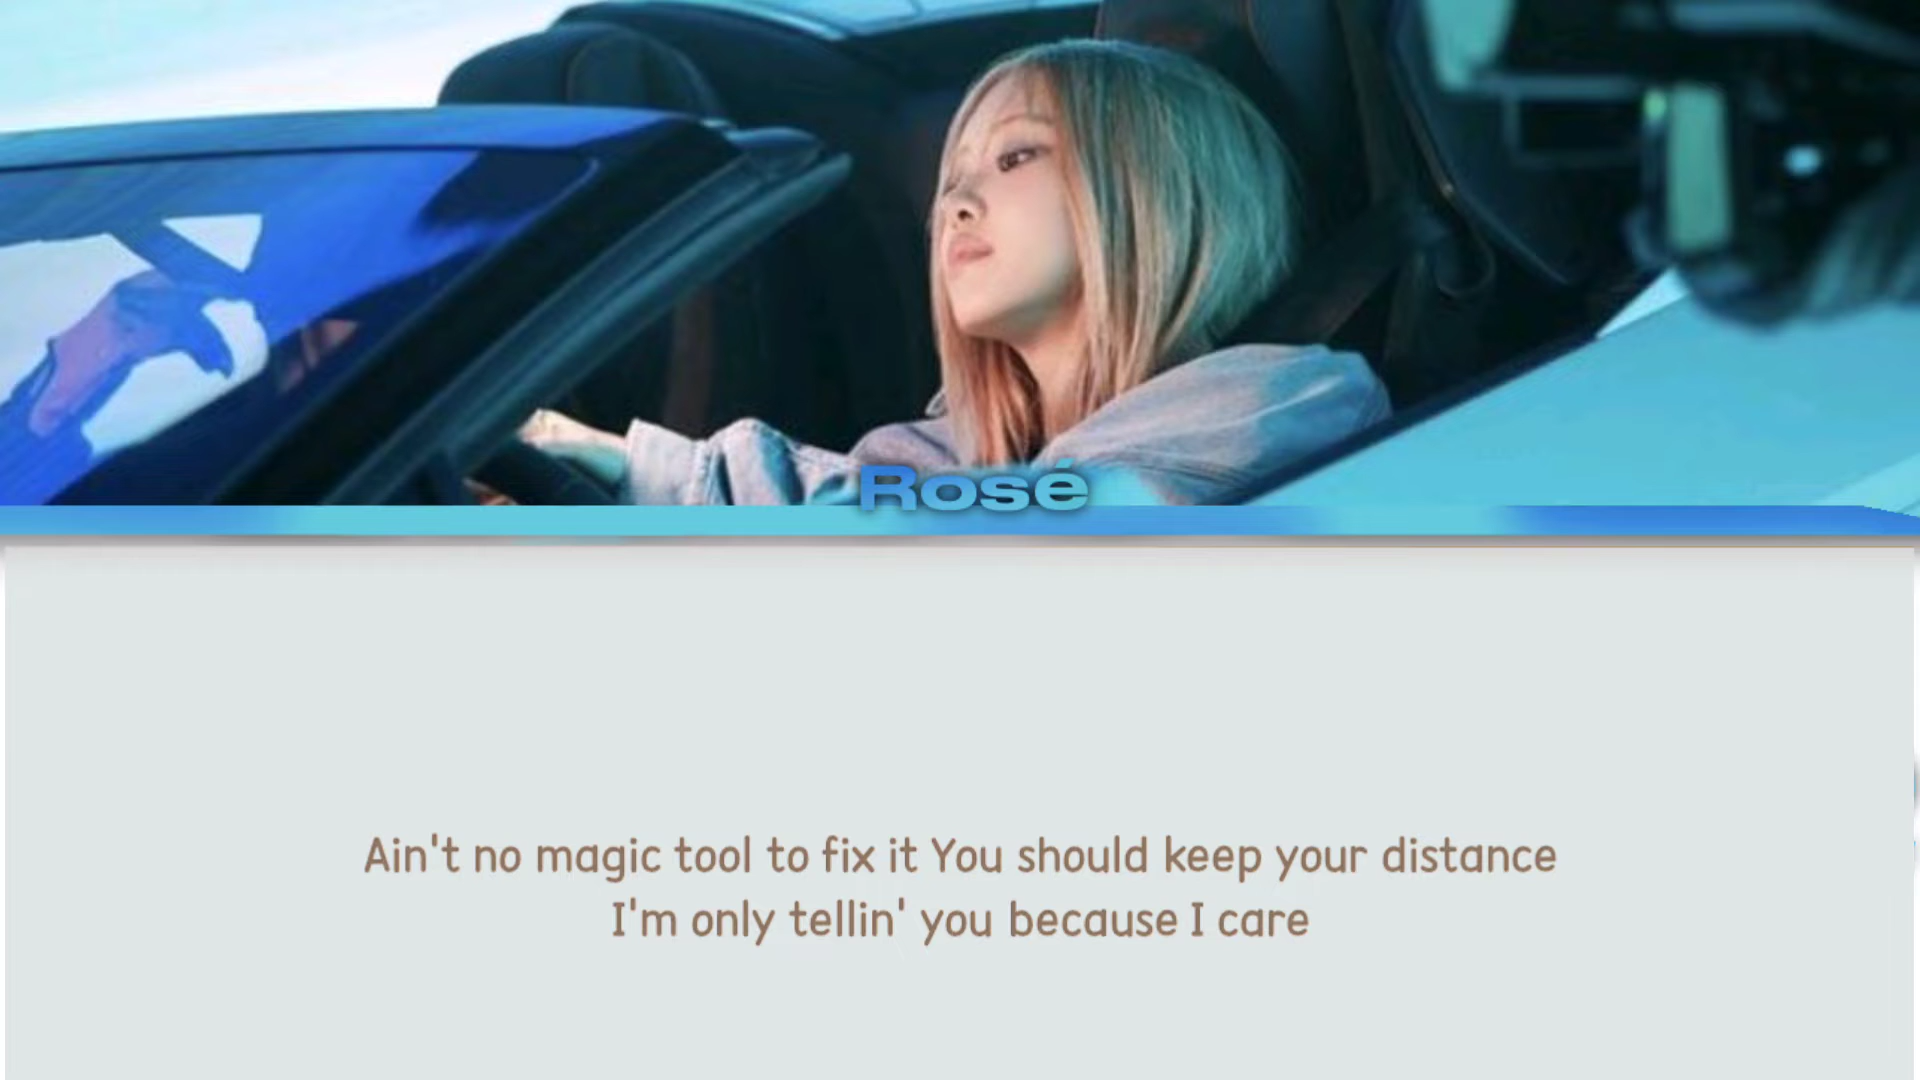 Rosé
Ain't no magic tool to fix it You should keep your distance
I'm only tellin' you because I care